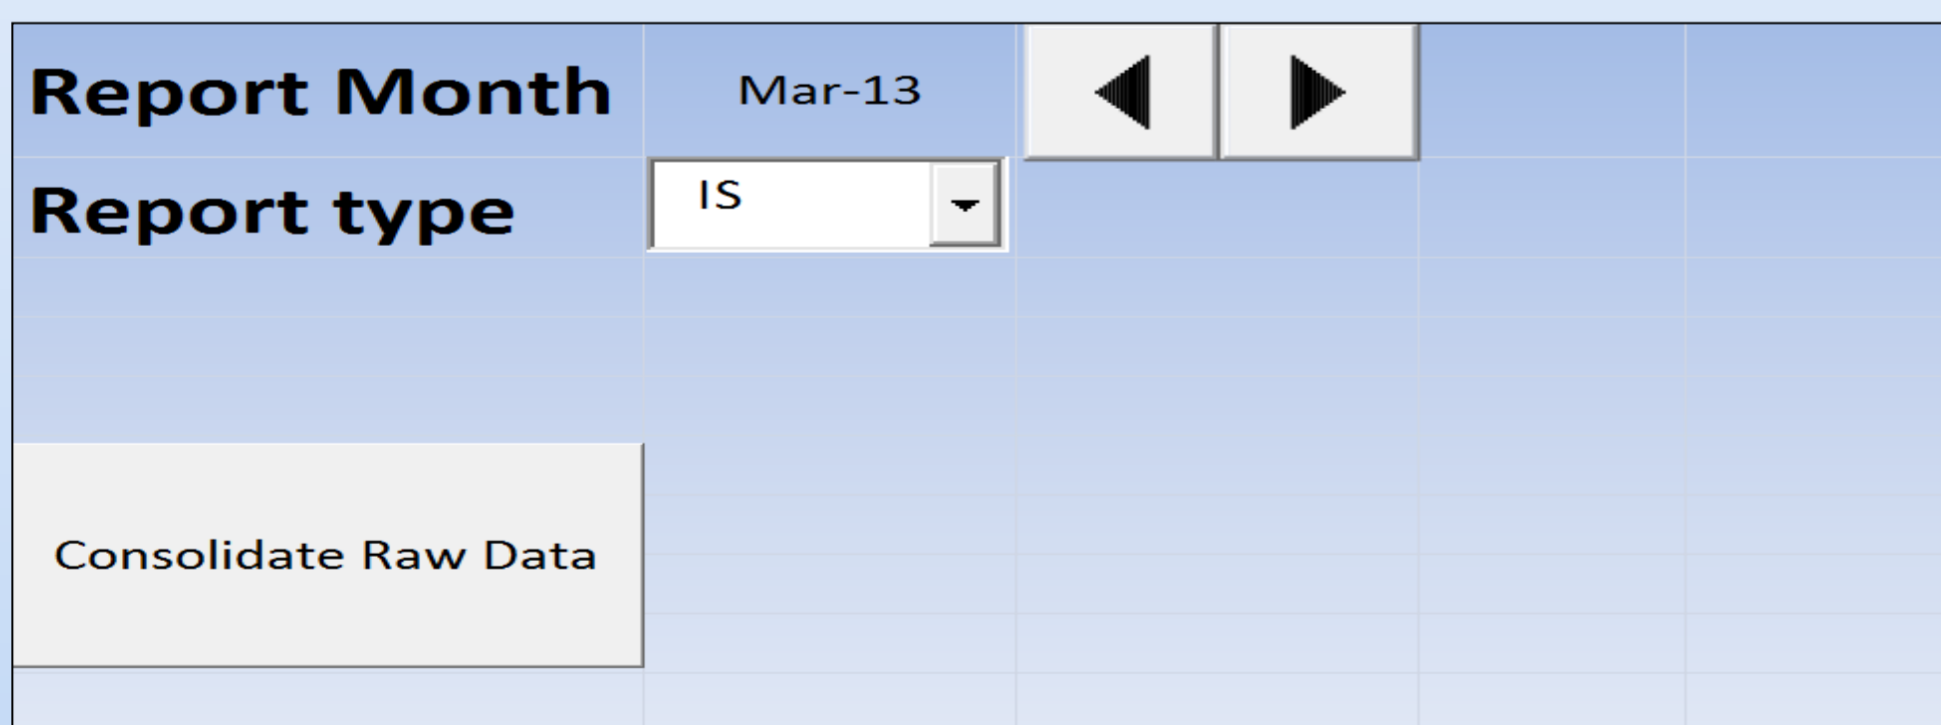 Report Month Mar-13
Report type IS
Consolidate Raw Data